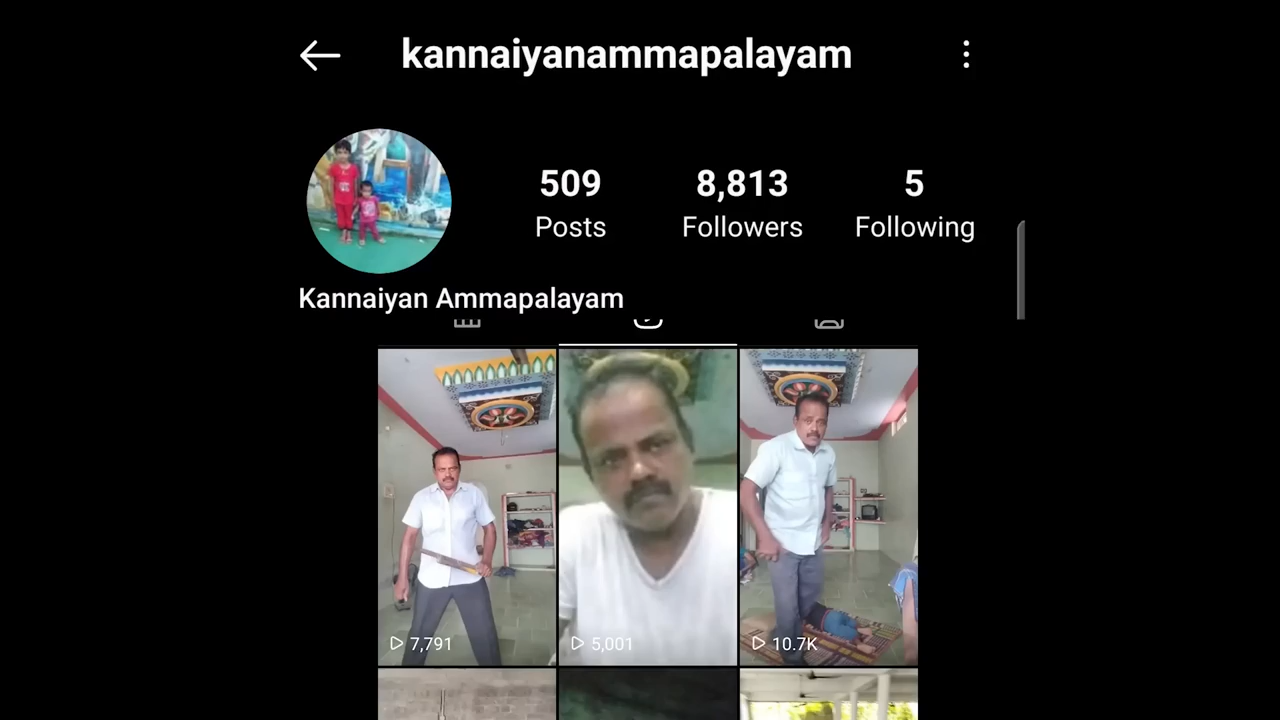 kannaiyanammapalayam
509 8,813 5
Posts Followers Following
Kannaiyan Ammapalayam
7,791 5,001 10.7K